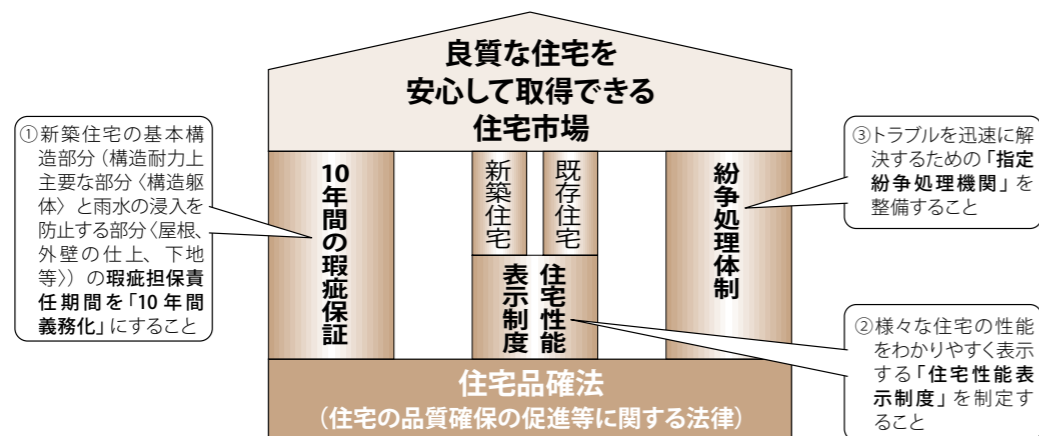 良質な住宅を
安心して取得できる
住宅市場
①新築住宅の基本構
造部分(構造耐力上
主要な部分〈構造躯
体〉と雨水の浸入を
防止する部分〈屋根、
外壁の仕上、下地
等〉)の瑕疵担保責
任期間を「10年間
義務化」にすること
10年間の瑕疵保証
新築住宅
既存住宅
住宅性能
表示制度
紛争処理体制
③トラブルを迅速に解
決するための「指定
紛争処理機関」を
整備すること
②様々な住宅の性能
をわかりやすく表示
する「住宅性能表
示制度」を制定す
ること
住宅品確法
(住宅の品質確保の促進等に関する法律)